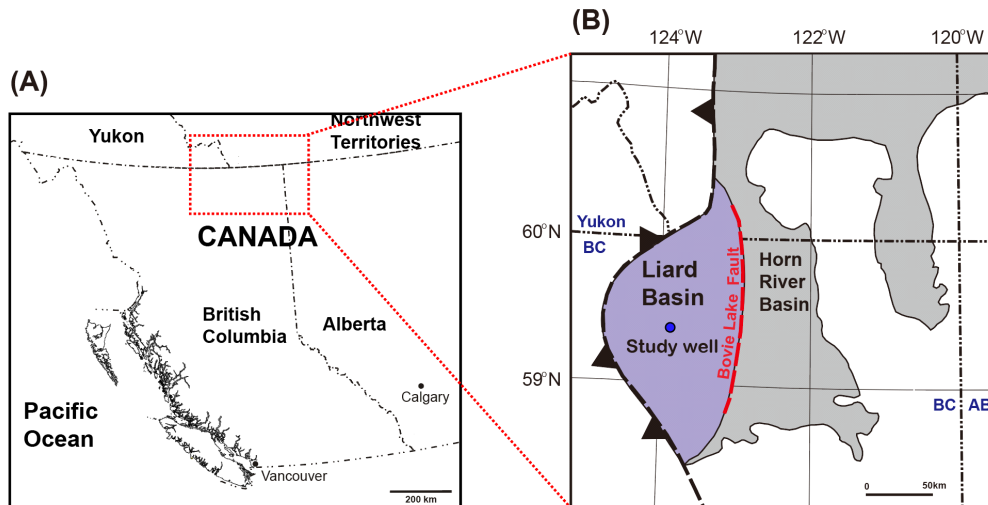 (A)
Yukon
Northwest
Territories
CANADA
British
Columbia
Alberta
Calgary
Pacific
Ocean
Vancouver
200 km
(B)
124°W
122°W
120°W
60°N
59°N
Yukon
BC
Liard
Basin
Study well
Bovie Lake Fault
Horn
River
Basin
BC
AB
0
50km